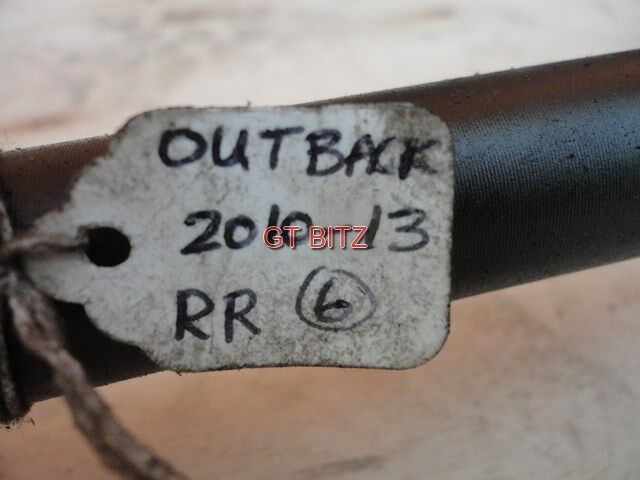 OUTBACK
2010-13
GT BITZ
RR 6